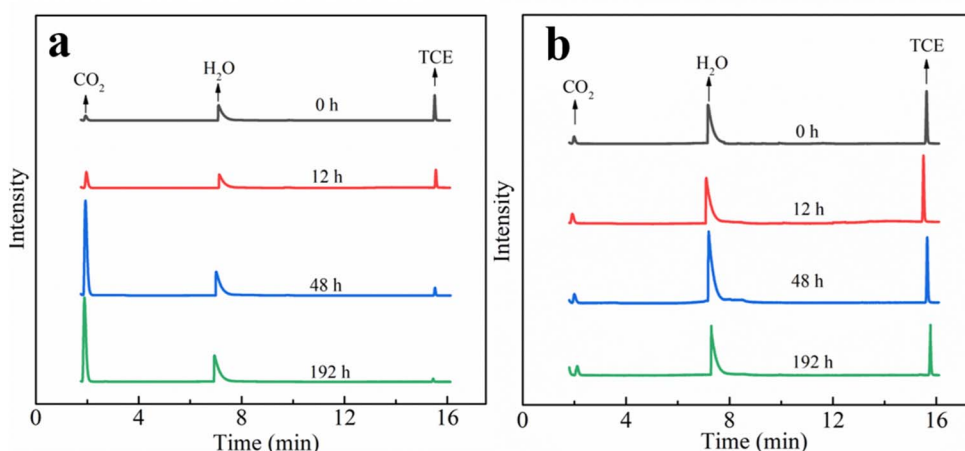 a
CO₂
H₂O
TCE
0 h
12 h
48 h
192 h
Intensity
0
4
8
12
16
Time (min)
b
CO₂
H₂O
TCE
0 h
12 h
48 h
192 h
Intensity
0
4
8
12
16
Time (min)